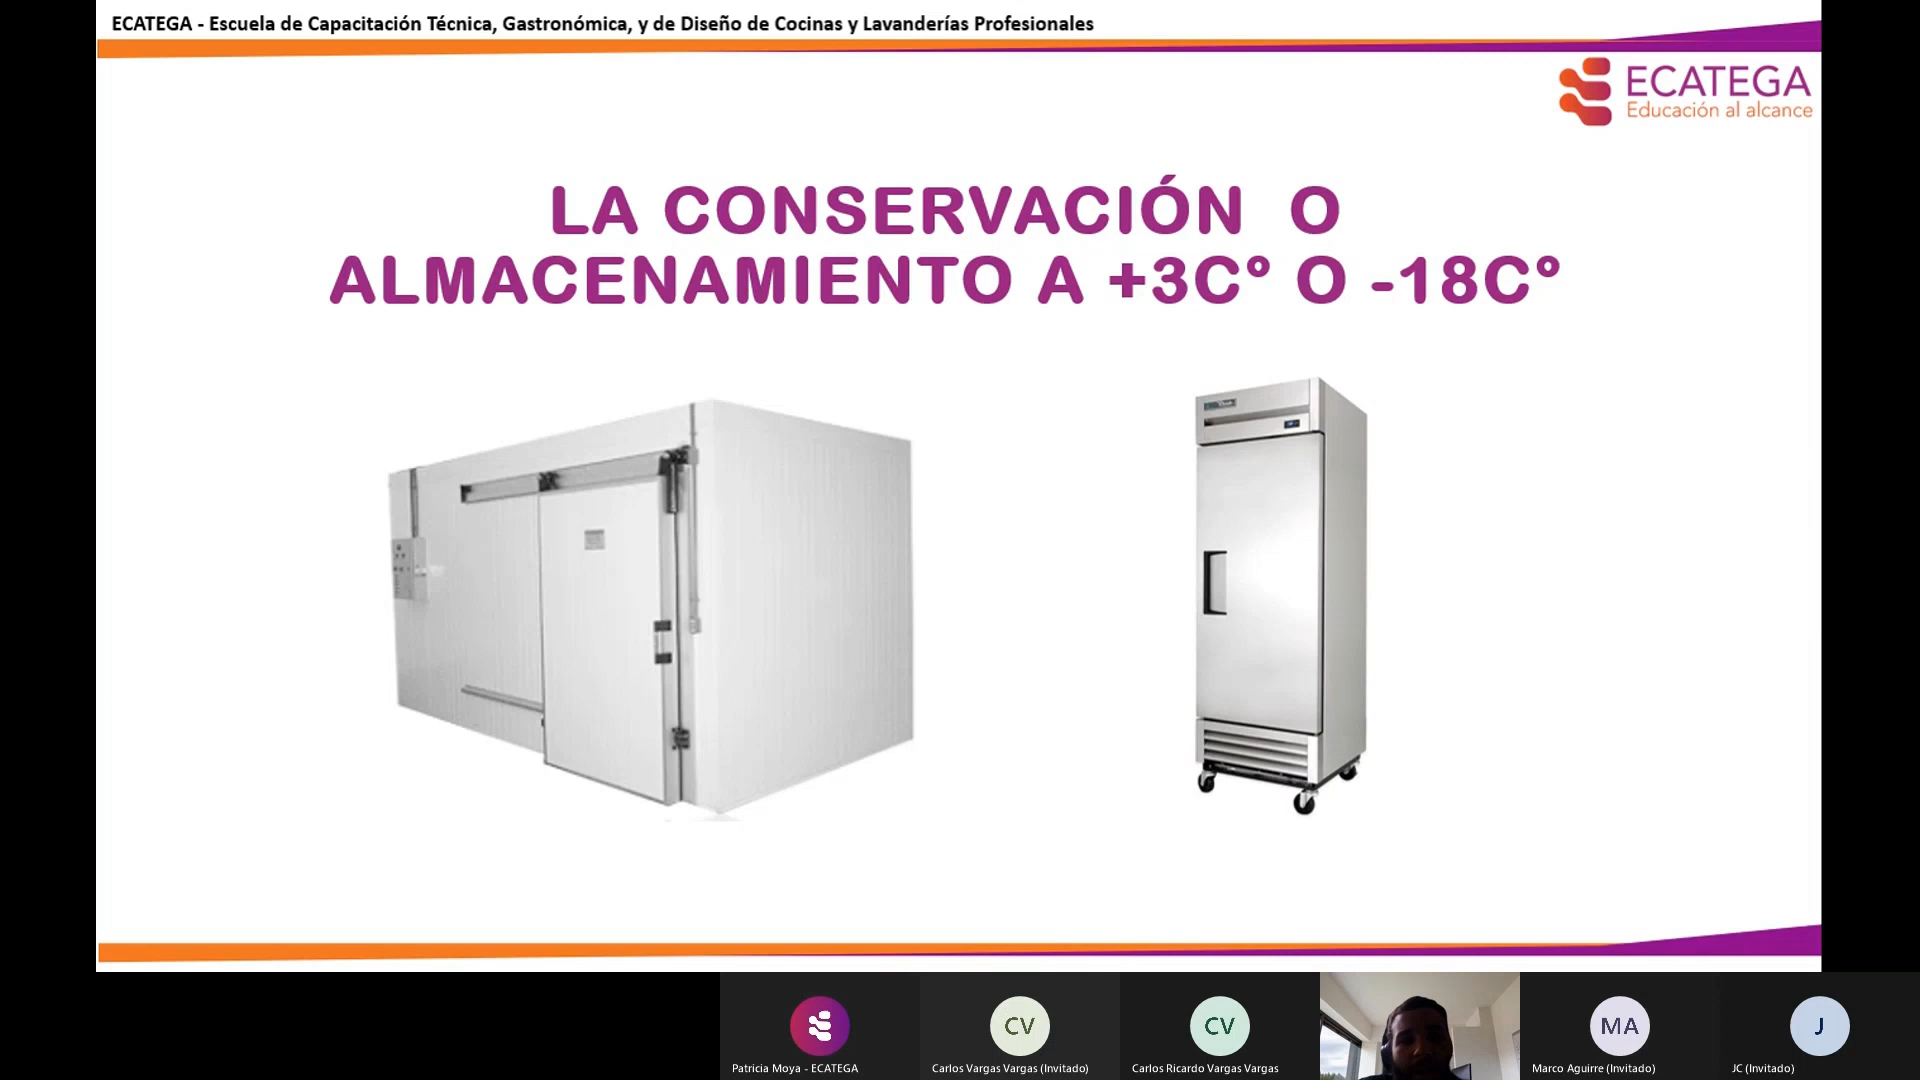 ECATEGA - Escuela de Capacitación Técnica, Gastronómica, y de Diseño de Cocinas y Lavanderías Profesionales
ECATEGA
Educación al alcance
LA CONSERVACIÓN O
ALMACENAMIENTO A +3C° O -18C°
CV
CV
MA
J
Patricia Moya - ECATEGA
Carlos Vargas Vargas (Invitado)
Carlos Ricardo Vargas Vargas
Marco Aguirre (Invitado)
JC (Invitado)